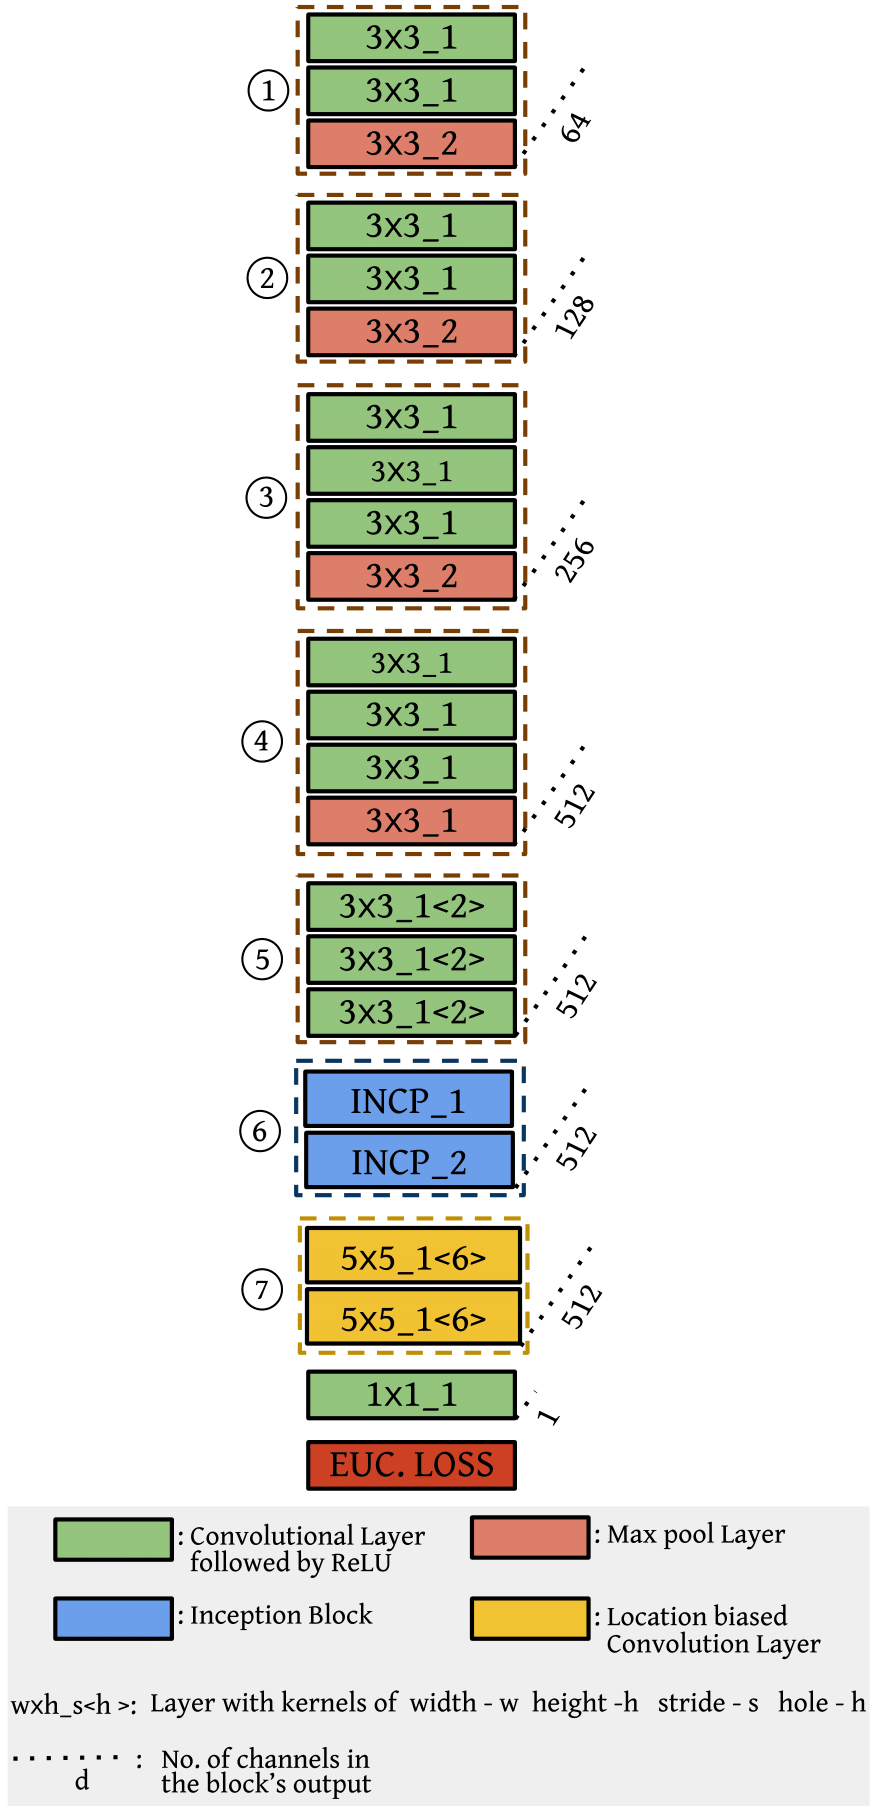 3x3_1
1
3x3_1
3x3_2
64
3x3_1
2
3x3_1
3x3_2
128
3x3_1
3x3_1
3
3x3_1
3x3_2
256
3x3_1
3x3_1
4
3x3_1
3x3_1
512
3x3_1<2>
5
3x3_1<2>
3x3_1<2>
512
INCP_1
6
INCP_2
512
5x5_1<6>
7
5x5_1<6>
512
1x1_1
1
EUC. LOSS
: Convolutional Layer
followed by ReLU
: Max pool Layer
: Inception Block
: Location biased
Convolution Layer
wxh_s<h >: Layer with kernels of width - w height -h stride - s hole - h
: No. of channels in
d the block's output